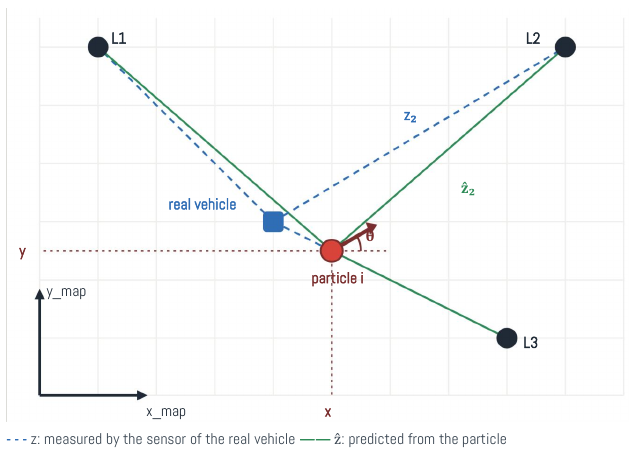 L1
L2
z₂
ẑ₂
real vehicle
θ
y
particle i
y_map
L3
x_map
x
z: measured by the sensor of the real vehicle ẑ: predicted from the particle